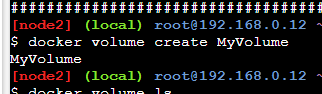 ####################################
[node2] (local) root@192.168.0.12 ~
$ docker volume create MyVolume
MyVolume
[node2] (local) root@192.168.0.12 ~
$ docker volume ls